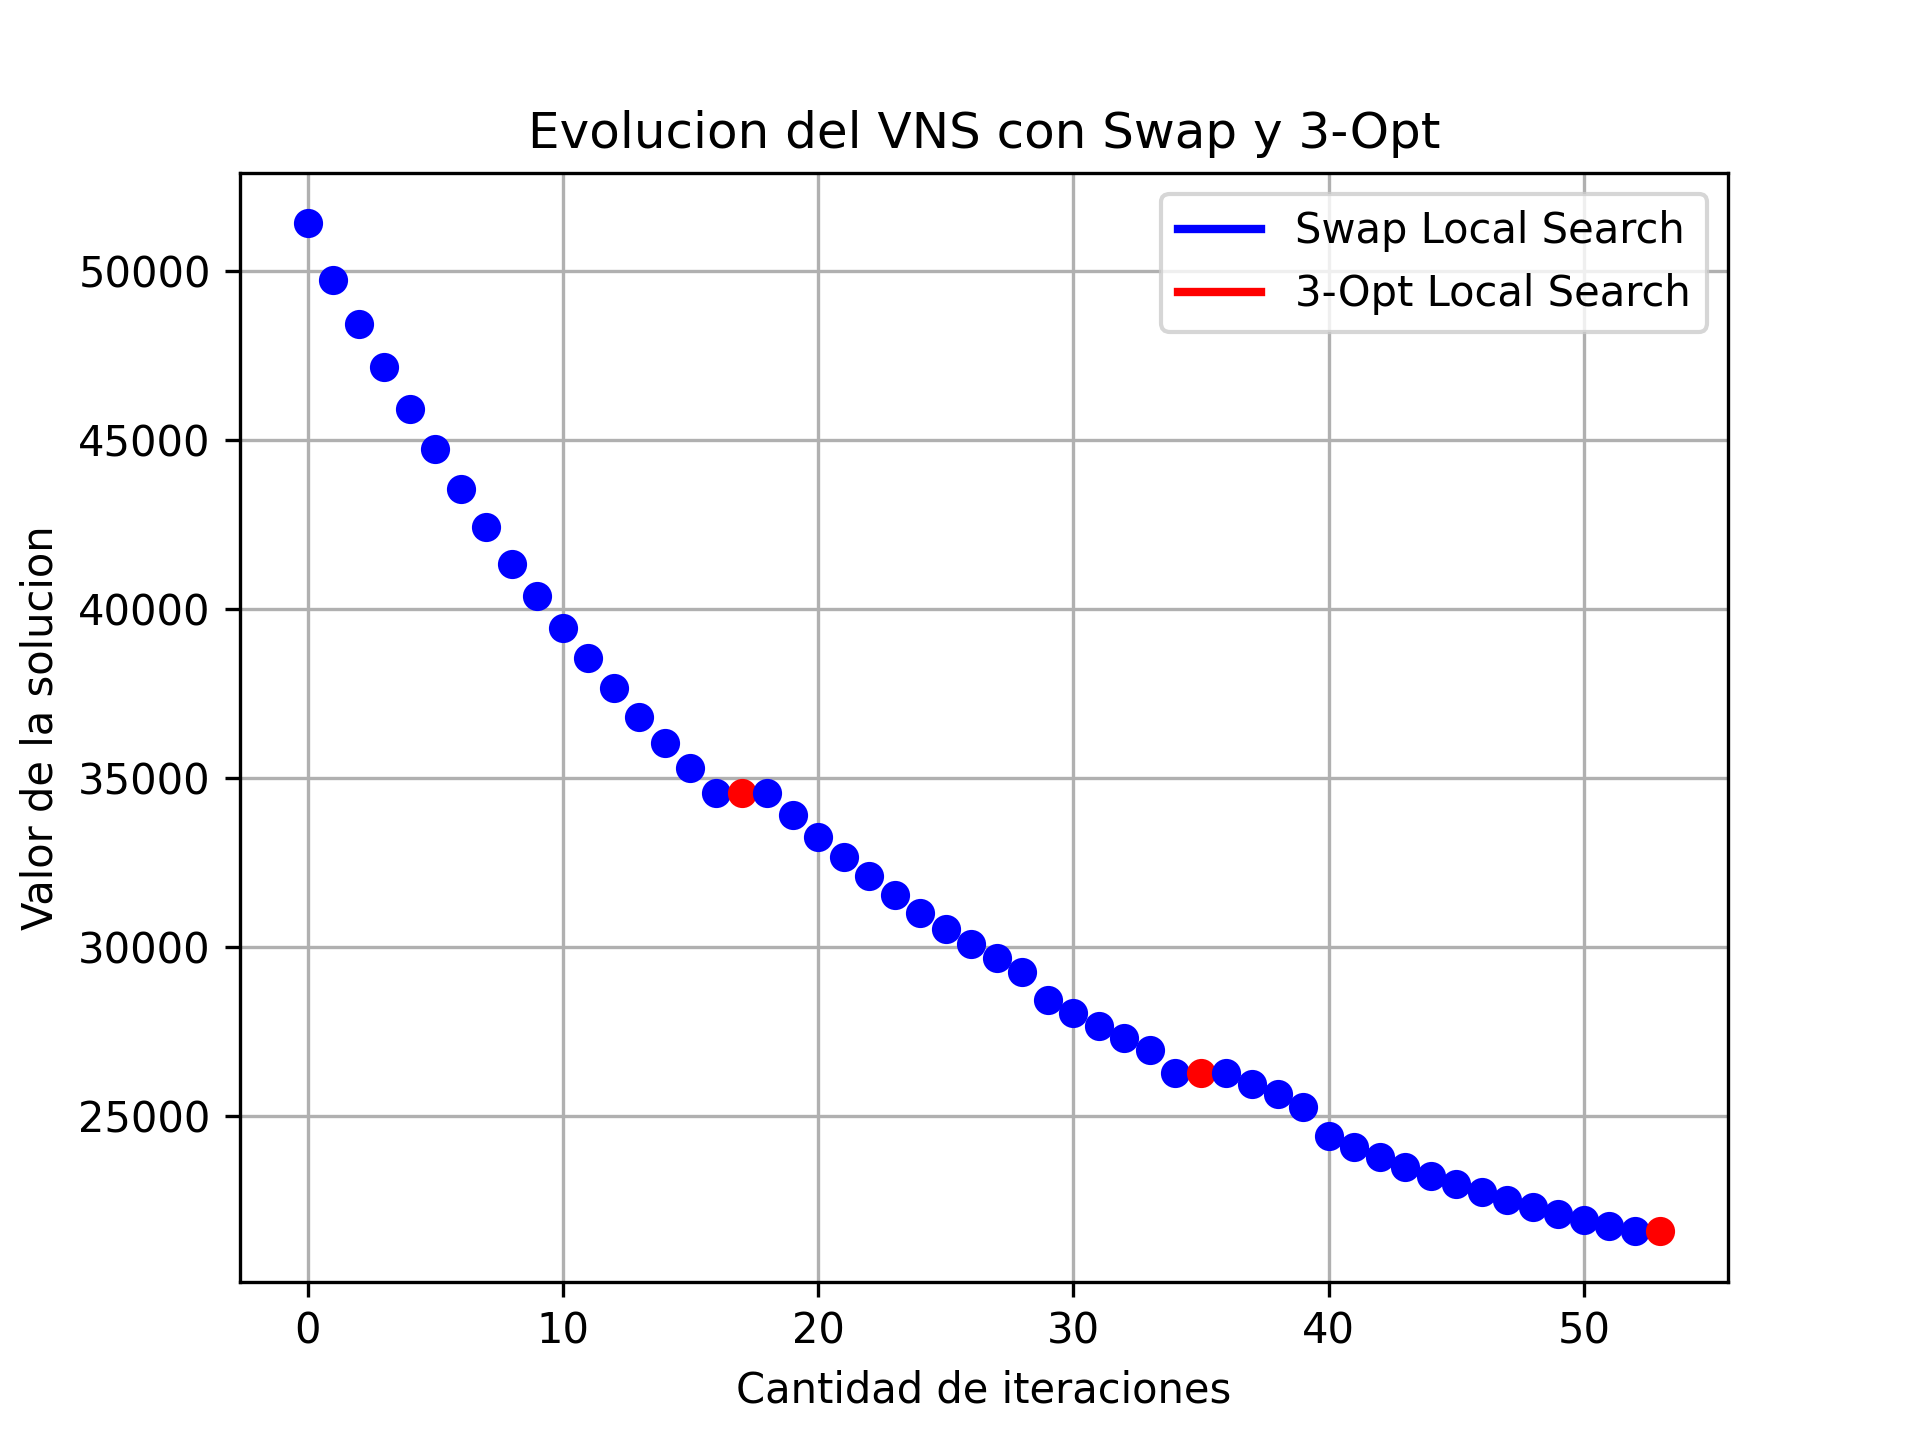 Evolucion del VNS con Swap y 3-Opt
Swap Local Search
3-Opt Local Search
Valor de la solucion
50000
45000
40000
35000
30000
25000
0 10 20 30 40 50
Cantidad de iteraciones